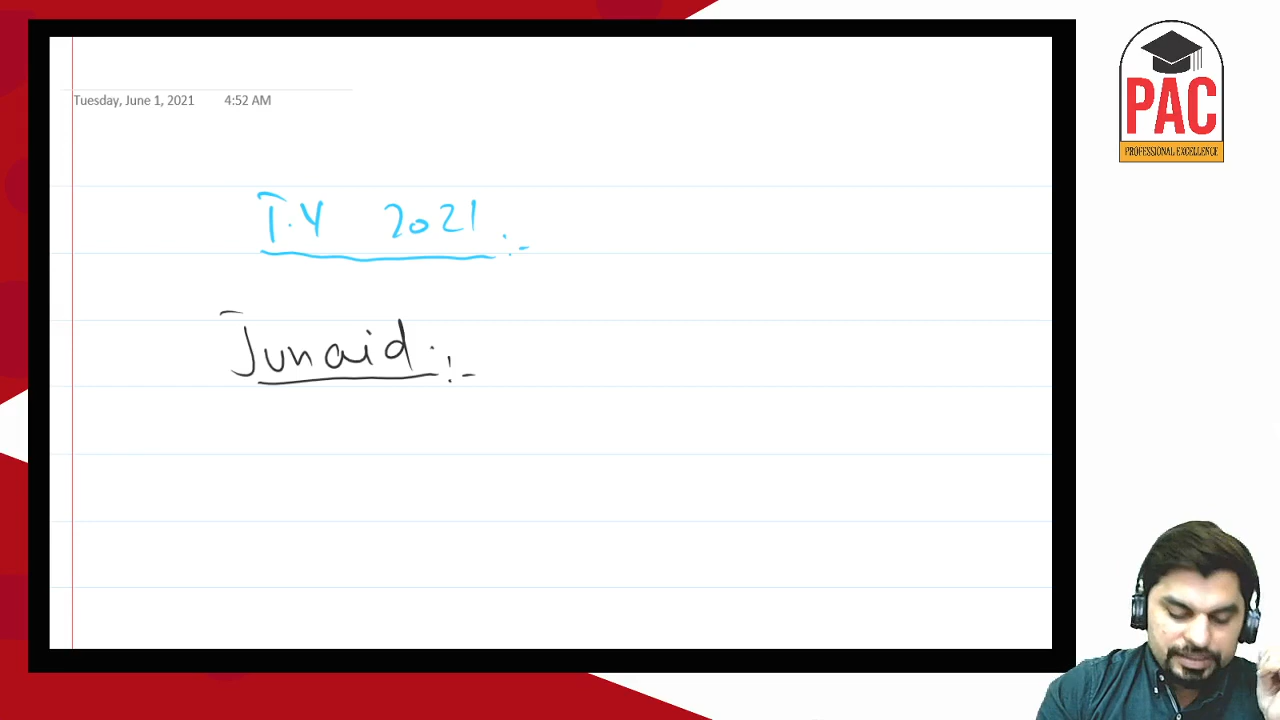 Tuesday, June 1, 2021 4:52 AM
T.Y 2021 :-
Junaid :-
PAC
PROFESSIONAL EXCELLENCE